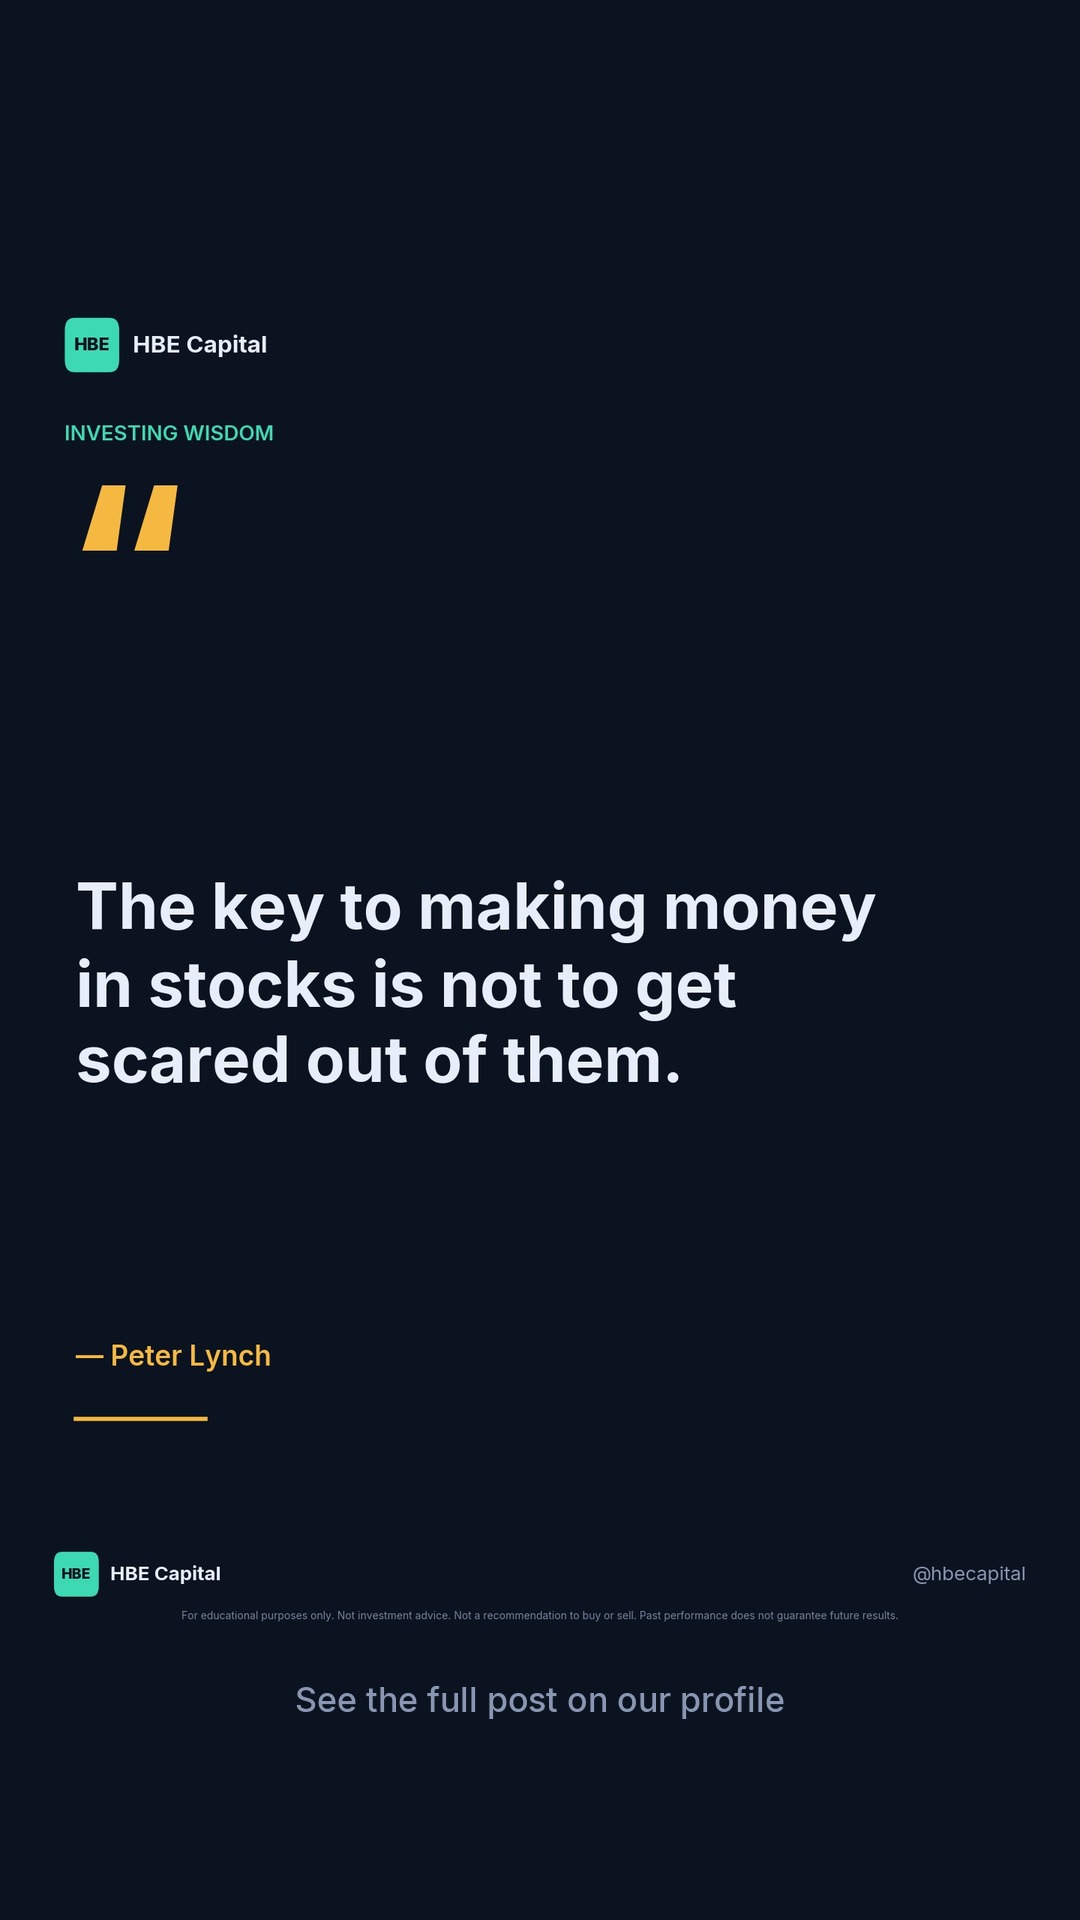 HBE HBE Capital
INVESTING WISDOM
"
The key to making money
in stocks is not to get
scared out of them.
— Peter Lynch
HBE HBE Capital @hbecapital
For educational purposes only. Not investment advice. Not a recommendation to buy or sell. Past performance does not guarantee future results.
See the full post on our profile